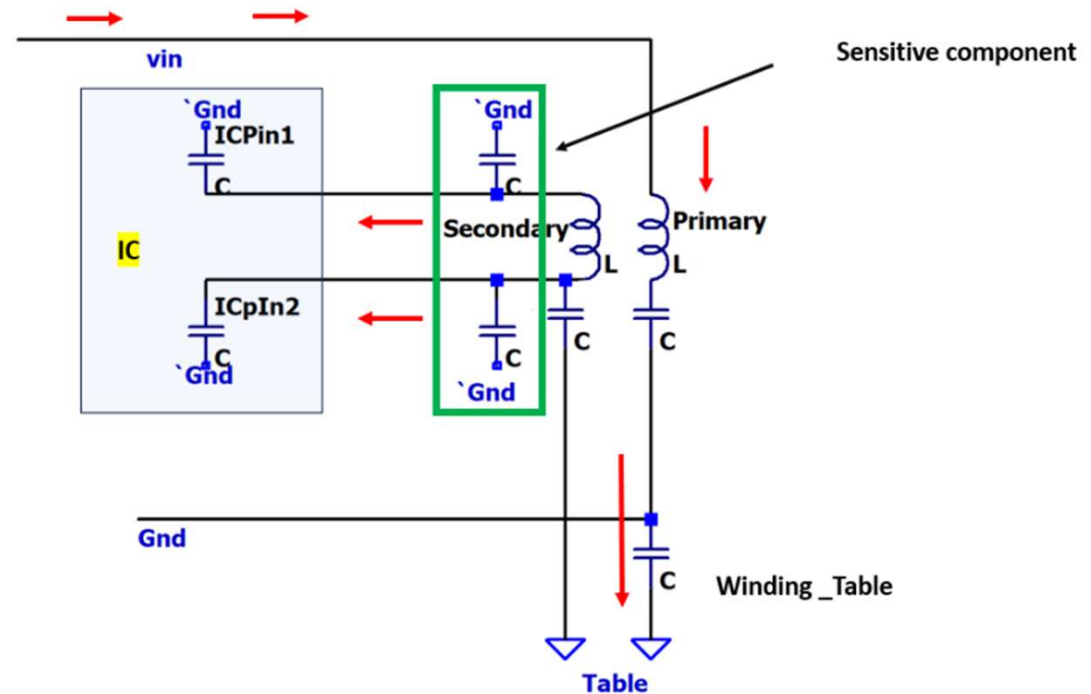 vin
Sensitive component
`Gnd
ICPin1
C
`Gnd
C
Secondary
L
Primary
L
IC
ICpIn2
C
`Gnd
C
`Gnd
C
C
Gnd
C
Winding _Table
Table